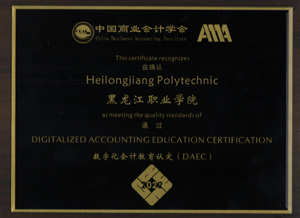 中国商业会计学会
China Business Accounting Institute
AMA
This certificate recognizes
兹确认
Heilongjiang Polytechnic
黑龙江职业学院
as meeting the quality standards of
通 过
DIGITALIZED ACCOUNTING EDUCATION CERTIFICATION
数字化会计教育认定（DAEC）
2022